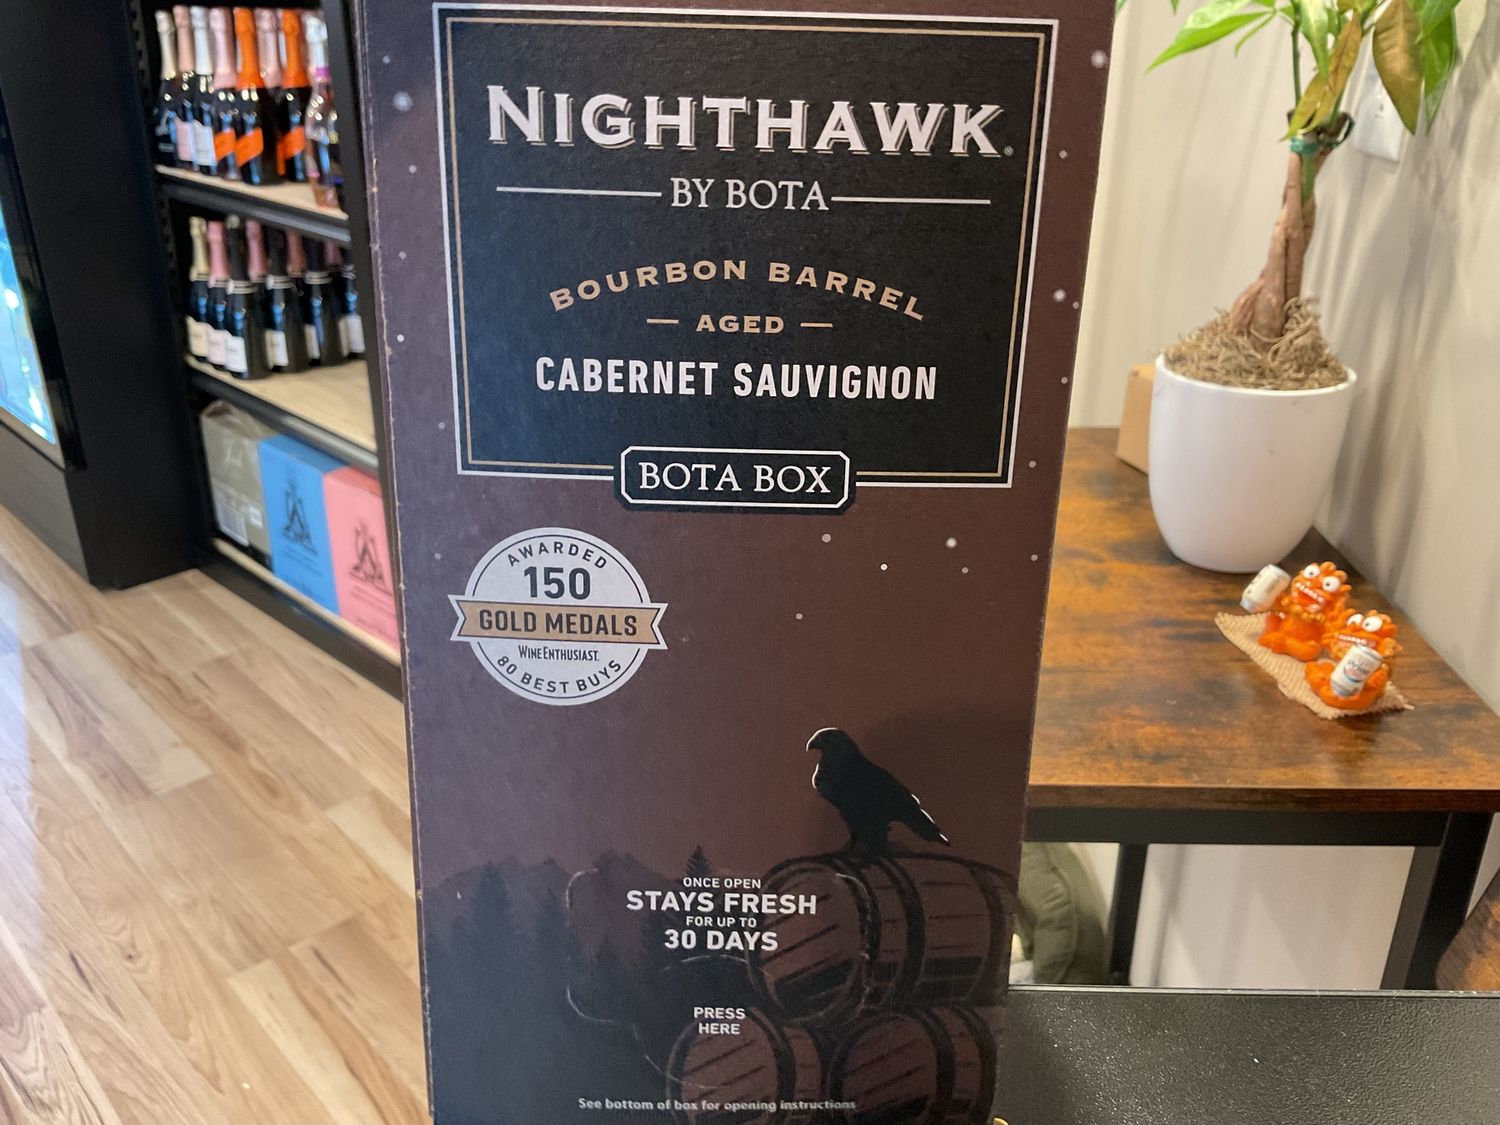 NIGHTHAWK
BY BOTA
BOURBON BARREL
AGED
CABERNET SAUVIGNON
BOTA BOX
AWARDED
150
GOLD MEDALS
WINE ENTHUSIAST.
80 BEST BUYS
ONCE OPEN
STAYS FRESH
FOR UP TO
30 DAYS
PRESS
HERE
See bottom of box for opening instructions